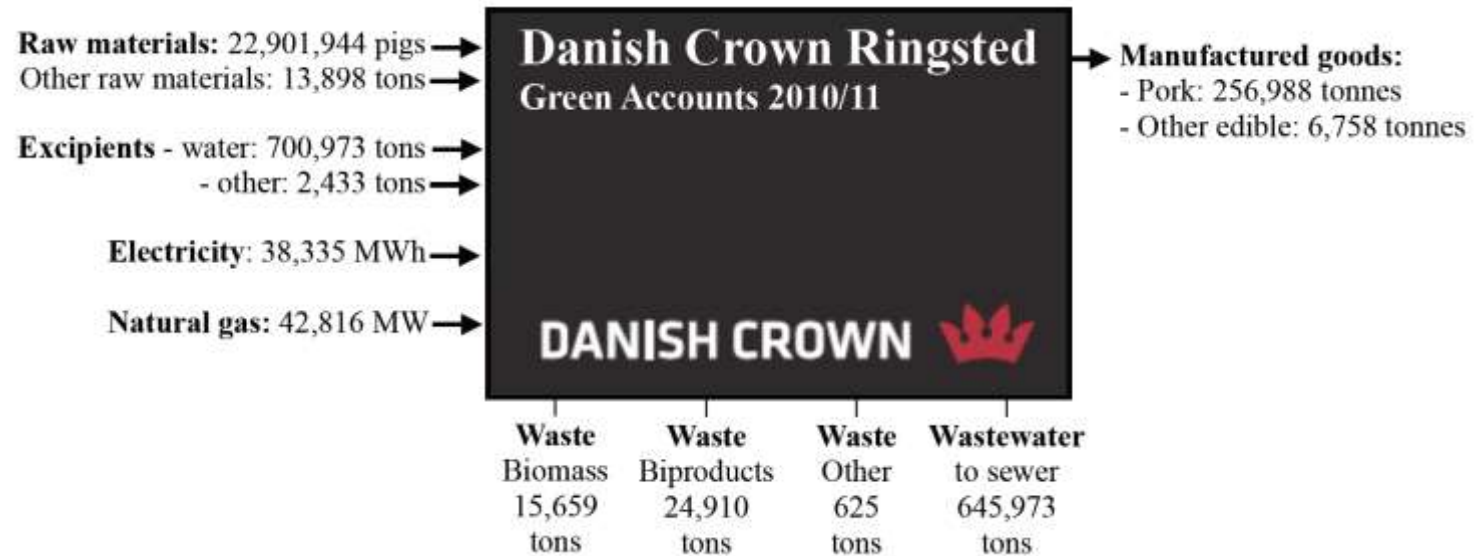 Raw materials: 22,901,944 pigs
Other raw materials: 13,898 tons
Excipients - water: 700,973 tons
- other: 2,433 tons
Electricity: 38,335 MWh
Natural gas: 42,816 MW
Danish Crown Ringsted
Green Accounts 2010/11
DANISH CROWN
Manufactured goods:
- Pork: 256,988 tonnes
- Other edible: 6,758 tonnes
Waste
Biomass
15,659
tons
Waste
Biproducts
24,910
tons
Waste
Other
625
tons
Wastewater
to sewer
645,973
tons